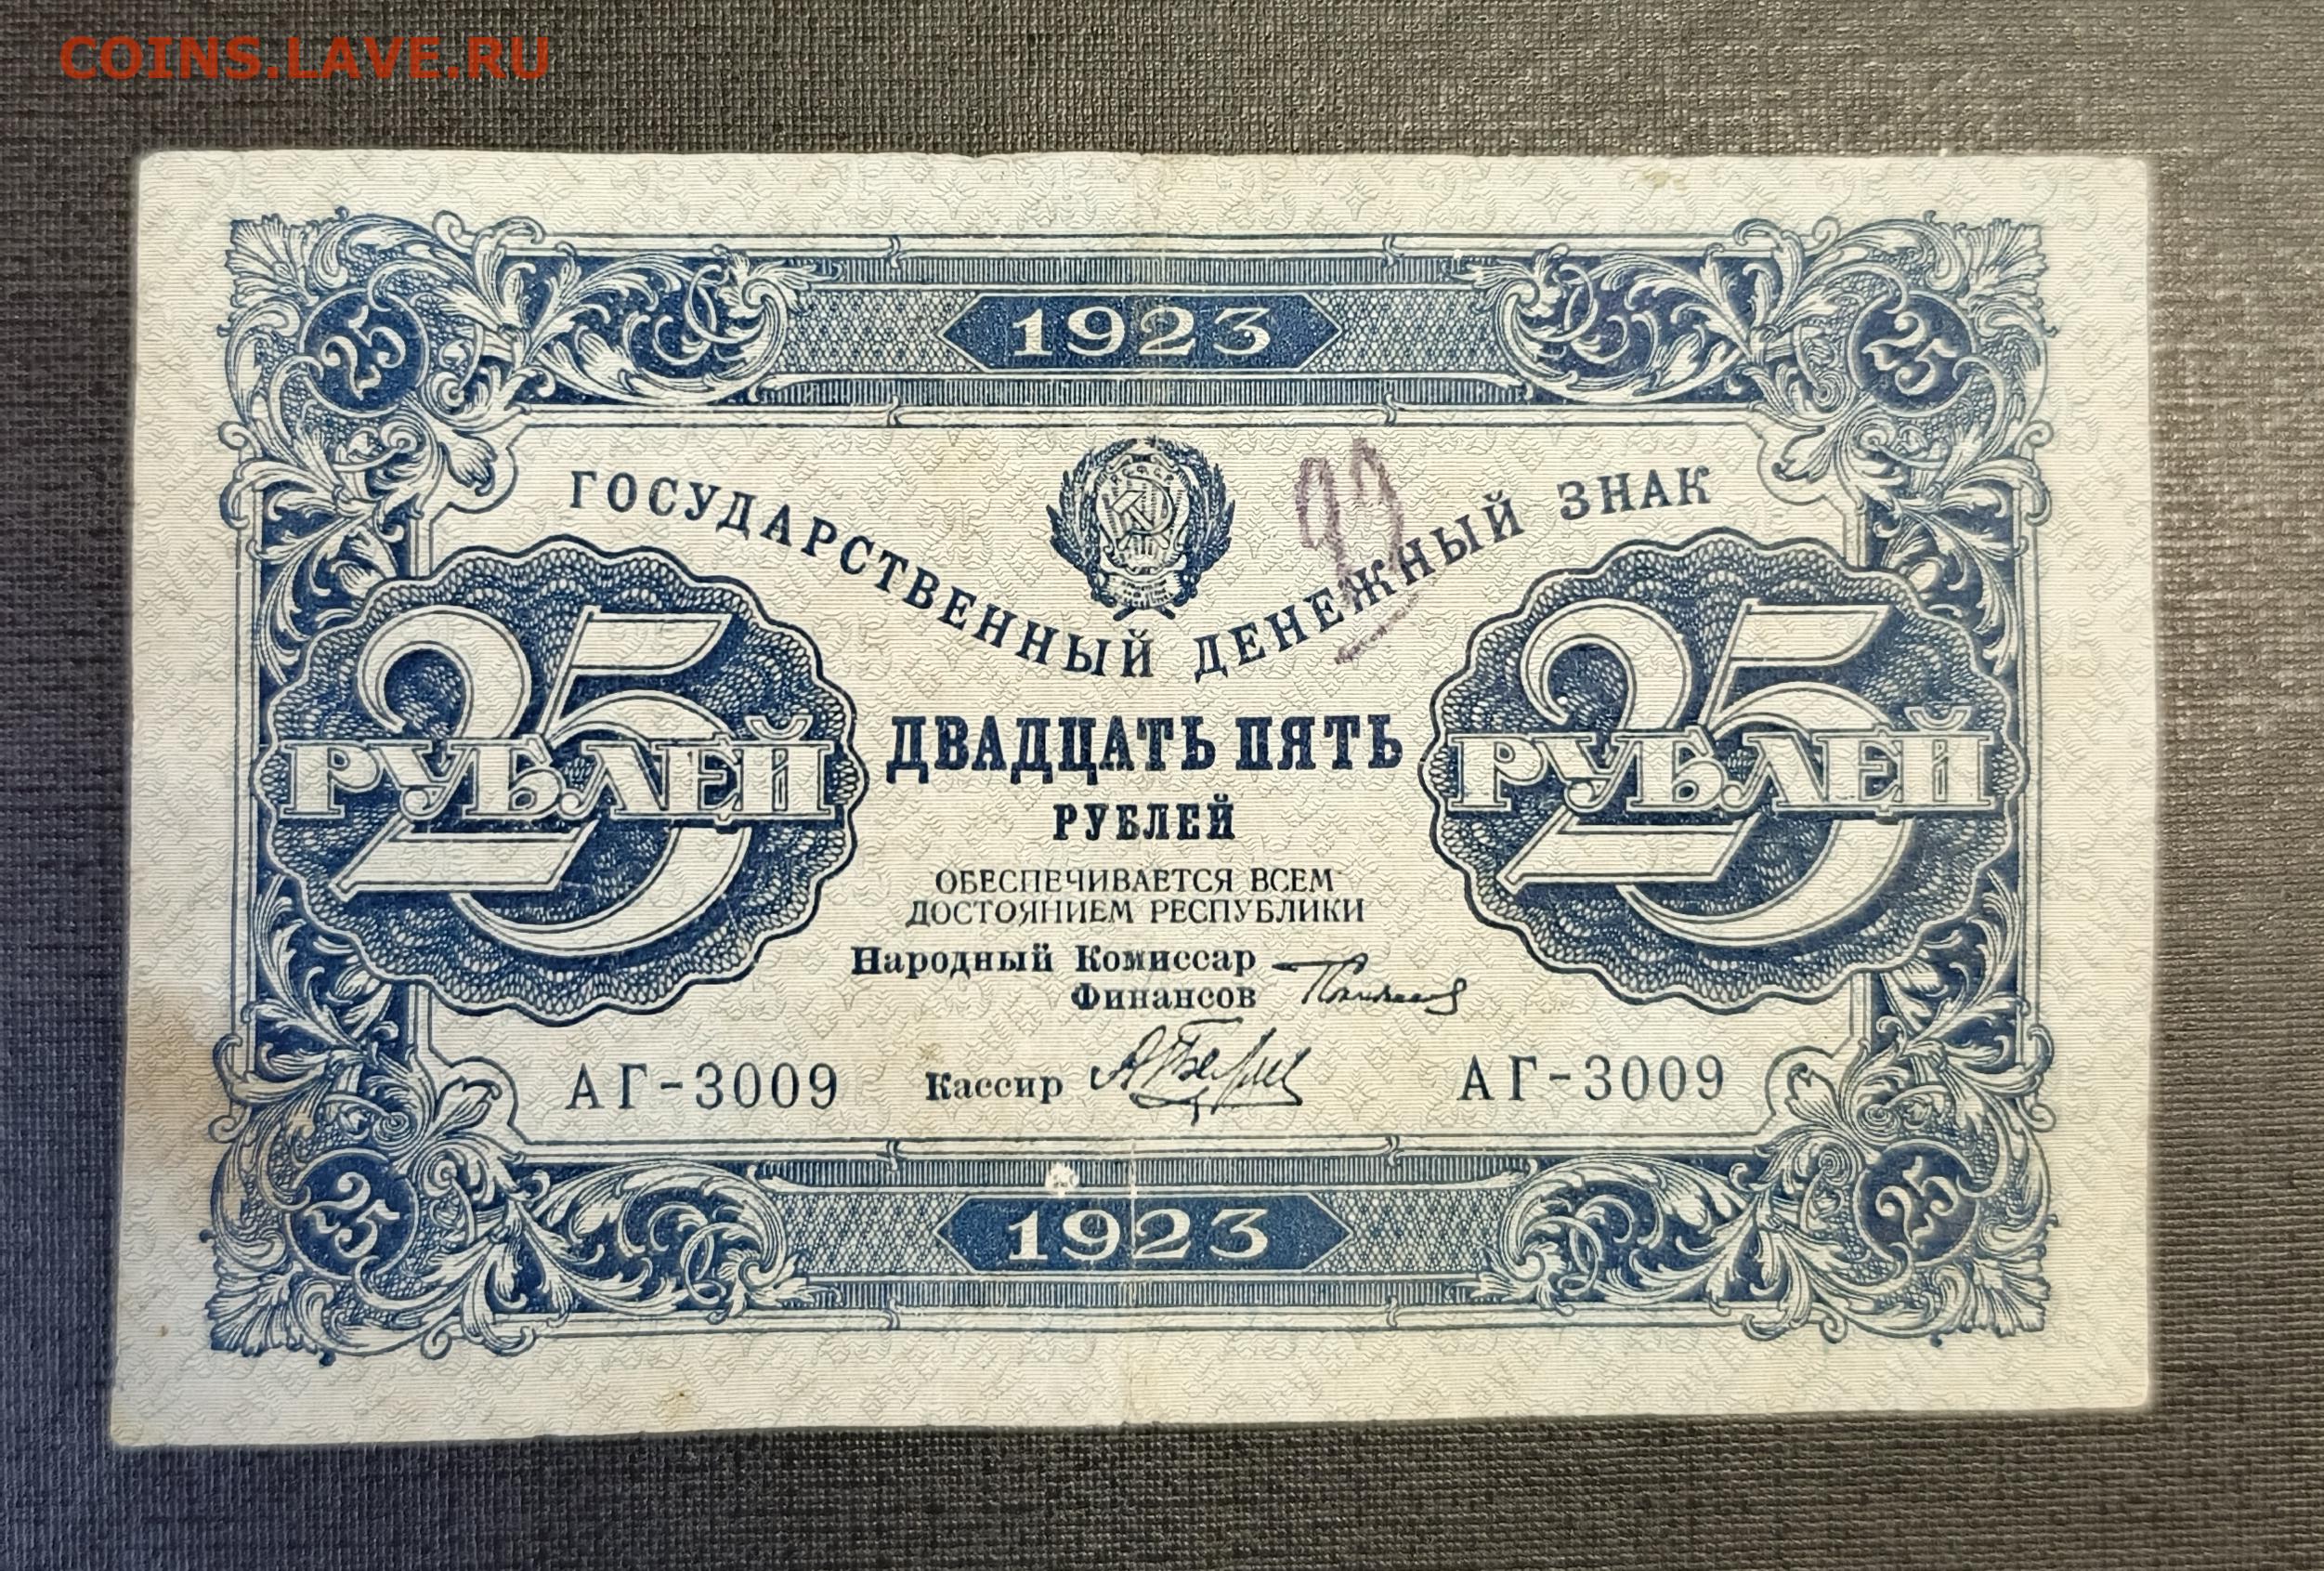 COINS.LAVE.RU
1923
25 25
ГОСУДАРСТВЕННЫЙ ДЕНЕЖНЫЙ ЗНАК
25 РУБЛЕЙ
ДВАДЦАТЬ ПЯТЬ
РУБЛЕЙ
25 РУБЛЕЙ
ОБЕСПЕЧИВАЕТСЯ ВСЕМ
ДОСТОЯНИЕМ РЕСПУБЛИКИ
Народный Комиссар
Финансов
АГ-3009 Кассир АГ-3009
25 25
1923